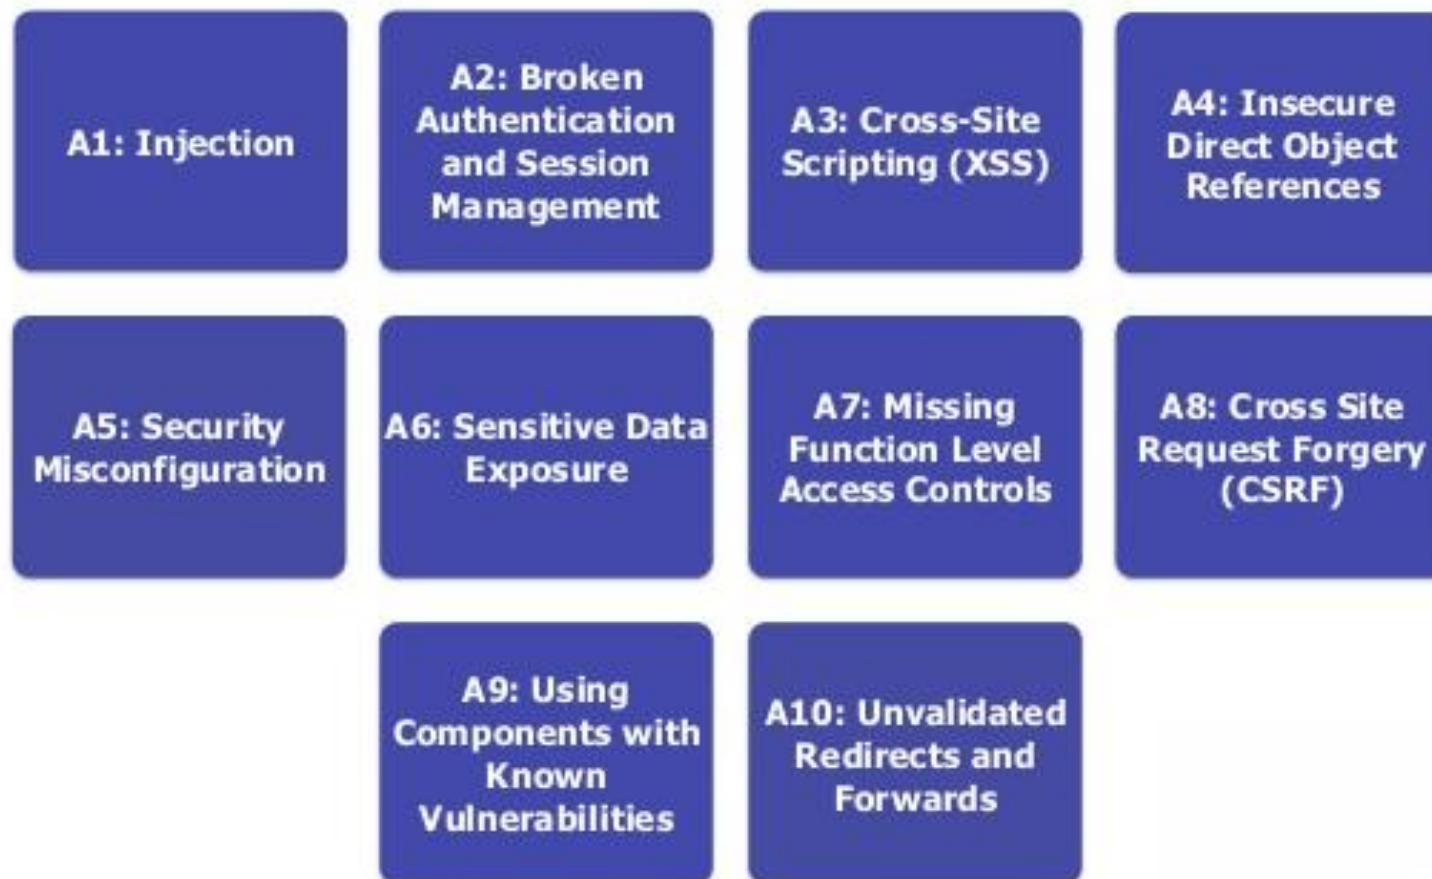 A1: Injection
A2: Broken
Authentication
and Session
Management
A3: Cross-Site
Scripting (XSS)
A4: Insecure
Direct Object
References
A5: Security
Misconfiguration
A6: Sensitive Data
Exposure
A7: Missing
Function Level
Access Controls
A8: Cross Site
Request Forgery
(CSRF)
A9: Using
Components with
Known
Vulnerabilities
A10: Unvalidated
Redirects and
Forwards